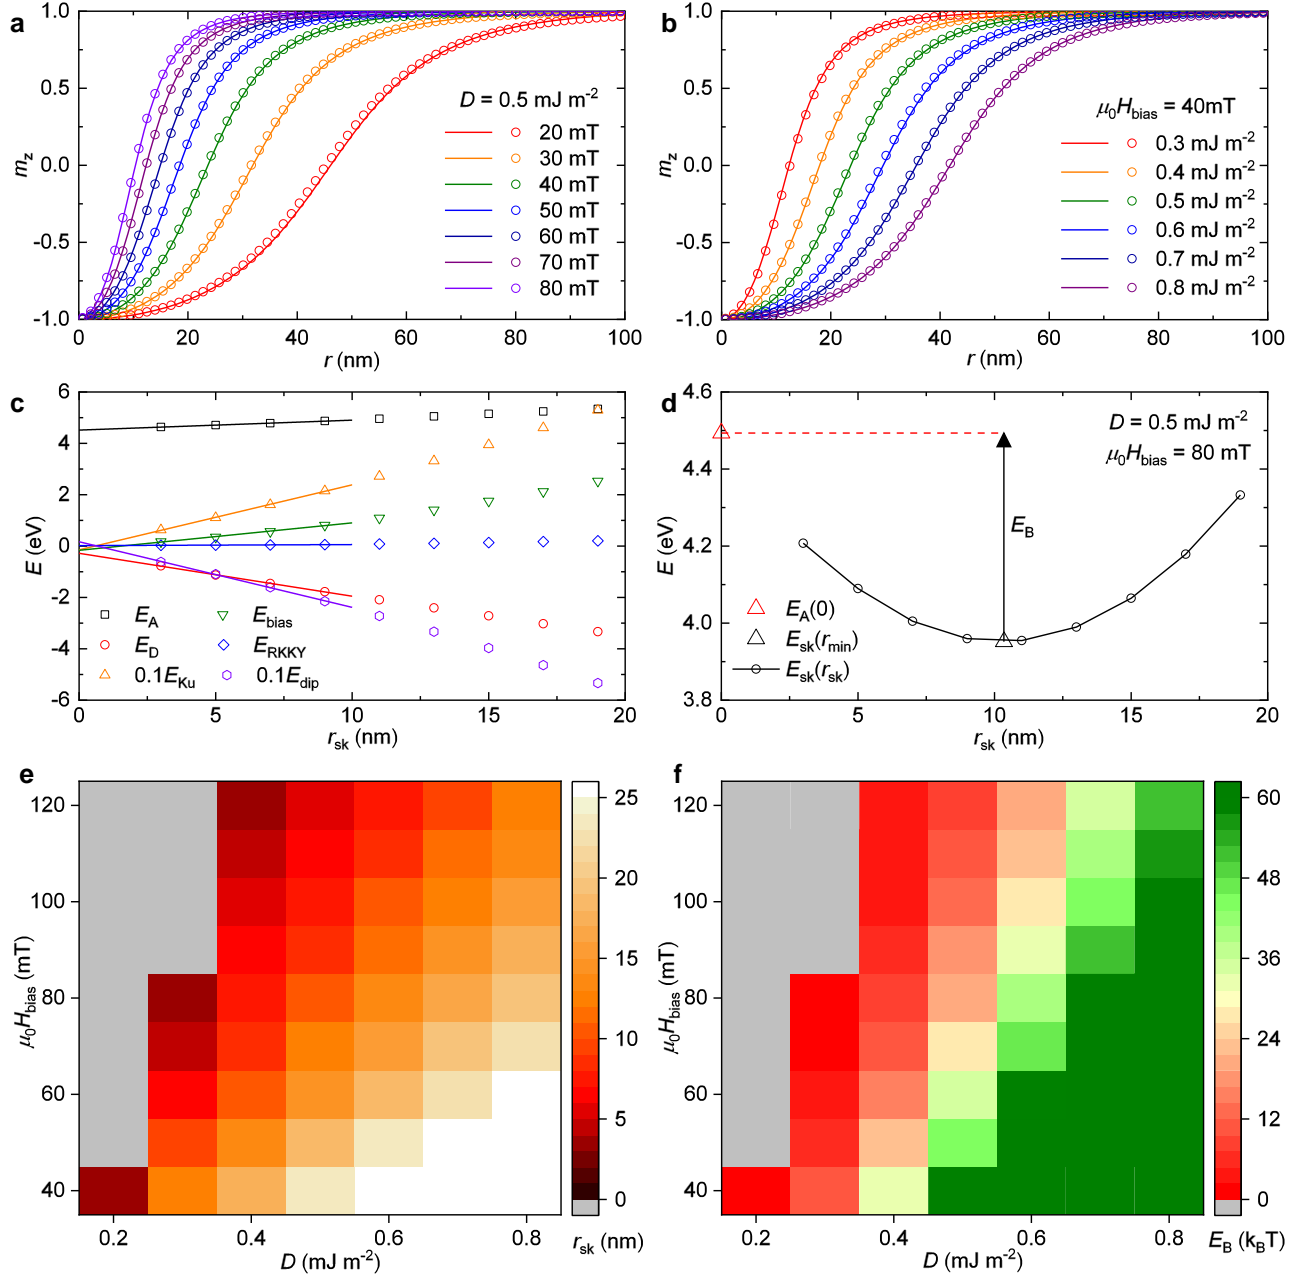 a
1.0
0.5
0.0
-0.5
-1.0
m_z
D = 0.5 mJ m⁻²
20 mT
30 mT
40 mT
50 mT
60 mT
70 mT
80 mT
0 20 40 60 80 100
r (nm)
b
1.0
0.5
0.0
-0.5
-1.0
m_z
μ₀H_bias = 40mT
0.3 mJ m⁻²
0.4 mJ m⁻²
0.5 mJ m⁻²
0.6 mJ m⁻²
0.7 mJ m⁻²
0.8 mJ m⁻²
0 20 40 60 80 100
r (nm)
c
6
4
2
0
-2
-4
-6
E (eV)
E_A E_bias
E_D E_RKKY
0.1E_Ku 0.1E_dip
0 5 10 15 20
r_sk (nm)
d
4.6
4.4
4.2
4.0
3.8
E (eV)
D = 0.5 mJ m⁻²
μ₀H_bias = 80 mT
E_B
E_A(0)
E_sk(r_min)
E_sk(r_sk)
0 5 10 15 20
r_sk (nm)
e
120
100
80
60
40
μ₀H_bias (mT)
0.2 0.4 0.6 0.8
D (mJ m⁻²)
25
20
15
10
5
0
r_sk (nm)
f
120
100
80
60
40
μ₀H_bias (mT)
0.2 0.4 0.6 0.8
D (mJ m⁻²)
60
48
36
24
12
0
E_B (k_BT)